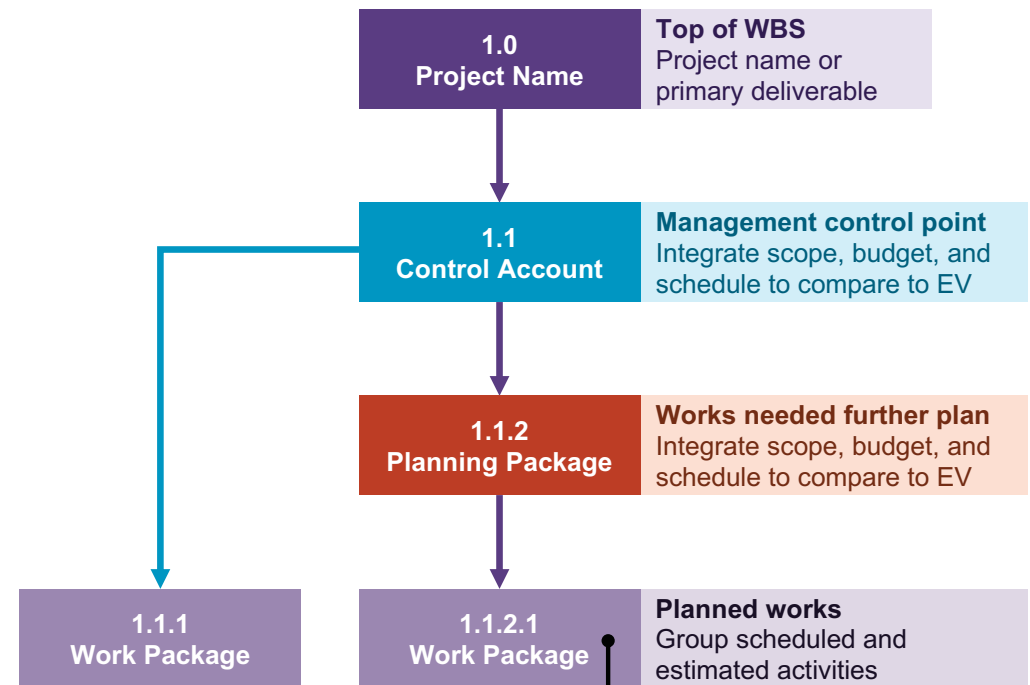 1.0
Project Name
Top of WBS
Project name or
primary deliverable
1.1
Control Account
Management control point
Integrate scope, budget, and
schedule to compare to EV
1.1.2
Planning Package
Works needed further plan
Integrate scope, budget, and
schedule to compare to EV
1.1.1
Work Package
1.1.2.1
Work Package
Planned works
Group scheduled and
estimated activities